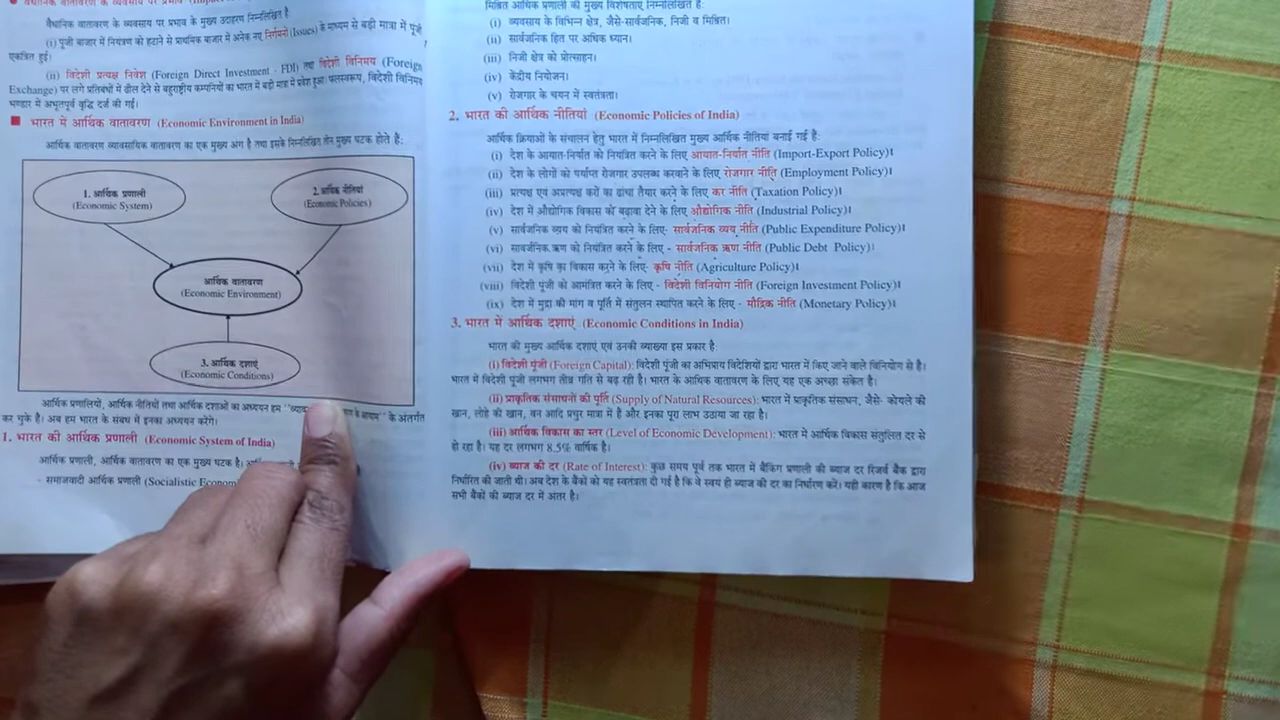 वैधानिक वातावरण के व्यवसाय पर प्रभाव
वैधानिक वातावरण के व्यवसाय पर प्रभाव के मुख्य उदाहरण निम्नलिखित है:
(i) पूंजी बाजार में नियंत्रण को हटाने से प्राथमिक बाजार में अनेक नए निर्गमनों (Issues) के माध्यम से बड़ी मात्रा में पूंजी
एकत्रित हुई।
(ii) विदेशी प्रत्यक्ष निवेश (Foreign Direct Investment - FDI) तथा विदेशी विनिमय (Foreign
Exchange) पर लगे प्रतिबंधों में ढील देने से बहुराष्ट्रीय कम्पनियों का भारत में बड़ी मात्रा में प्रवेश हुआ। फलस्वरूप, विदेशी विनिमय
भण्डार में अभूतपूर्व वृद्धि दर्ज की गई।
■ भारत में आर्थिक वातावरण (Economic Environment in India)
आर्थिक वातावरण व्यावसायिक वातावरण का एक मुख्य अंग है तथा इसके निम्नलिखित तीन मुख्य घटक होते हैं:
1. आर्थिक प्रणाली
(Economic System)
2. आर्थिक नीतियां
(Economic Policies)
आर्थिक वातावरण
(Economic Environment)
3. आर्थिक दशाएं
(Economic Conditions)
आर्थिक प्रणालियों, आर्थिक नीतियों तथा आर्थिक दशाओं का अध्ययन हम के आयाम" के अंतर्गत
कर चुके है। अब हम भारत के संबध में इनका अध्ययन करेंगे।
1. भारत की आर्थिक प्रणाली (Economic System of India)
आर्थिक प्रणाली, आर्थिक वातावरण का एक मुख्य घटक है।
- समाजवादी आर्थिक प्रणाली (Socialistic Econom
मिश्रित आर्थिक प्रणाली की मुख्य विशेषताएं निम्नलिखित है:
(i) व्यवसाय के विभिन्न क्षेत्र, जैसे-सार्वजनिक, निजी व मिश्रित।
(ii) सार्वजनिक हित पर अधिक ध्यान।
(iii) निजी क्षेत्र को प्रोत्साहन।
(iv) केंद्रीय नियोजन।
(v) रोजगार के चयन में स्वतंत्रता।
2. भारत की आर्थिक नीतियां (Economic Policies of India)
आर्थिक क्रियाओं के संचालन हेतु भारत में निम्नलिखित मुख्य आर्थिक नीतियां बनाई गई है:
(i) देश के आयात-निर्यात को नियंत्रित करने के लिए आयात-निर्यात नीति (Import-Export Policy)।
(ii) देश के लोगों को पर्याप्त रोजगार उपलब्ध करवाने के लिए रोजगार नीति (Employment Policy)।
(iii) प्रत्यक्ष एवं अप्रत्यक्ष करों का ढांचा तैयार करने के लिए कर नीति (Taxation Policy)।
(iv) देश में औद्योगिक विकास को बढ़ावा देने के लिए औद्योगिक नीति (Industrial Policy)।
(v) सार्वजनिक व्यय को नियंत्रित करने के लिए- सार्वजनिक व्यय नीति (Public Expenditure Policy)।
(vi) सावर्जनिक ऋण को नियंत्रित करने के लिए - सार्वजनिक ऋण नीति (Public Debt Policy)।
(vii) देश में कृषि का विकास करने के लिए- कृषि नीति (Agriculture Policy)।
(viii) विदेशी पूंजी को आमंत्रित करने के लिए - विदेशी विनियोग नीति (Foreign Investment Policy)।
(ix) देश में मुद्रा की मांग व पूर्ति में संतुलन स्थापित करने के लिए - मौद्रिक नीति (Monetary Policy)।
3. भारत में आर्थिक दशाएं (Economic Conditions in India)
भारत की मुख्य आर्थिक दशाएं एवं उनकी व्याख्या इस प्रकार है:
(i) विदेशी पूंजी (Foreign Capital): विदेशी पूंजी का अभिप्राय विदेशियों द्वारा भारत में किए जाने वाले विनियोग से है।
भारत में विदेशी पूंजी लगभग तीव्र गति से बढ़ रही है। भारत के आर्थिक वातावरण के लिए यह एक अच्छा संकेत है।
(ii) प्राकृतिक संसाधनों की पूर्ति (Supply of Natural Resources): भारत में प्राकृतिक संसाधन, जैसे- कोयले की
खान, लोहे की खान, वन आदि प्रचुर मात्रा में है और इनका पूरा लाभ उठाया जा रहा है।
(iii) आर्थिक विकास का स्तर (Level of Economic Development): भारत में आर्थिक विकास संतुलित दर से
हो रहा है। यह दर लगभग 8.5% वार्षिक है।
(iv) ब्याज की दर (Rate of Interest): कुछ समय पूर्व तक भारत में बैंकिंग प्रणाली की ब्याज दर रिजर्व बैंक द्वारा
निर्धारित की जाती थी। अब देश के बैंकों को यह स्वतंत्रता दी गई है कि वे स्वयं ही ब्याज की दर का निर्धारण करें। यही कारण है कि आज
सभी बैंकों की ब्याज दर में अंतर है।